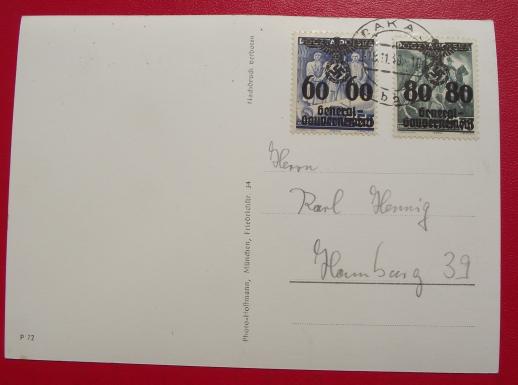 60 60
General-
Gouvernement
80 80
General-
Gouvernement
Nachdruck verboten
Herrn
Karl Hennig
Hamburg 39
Photo-Hoffmann, München, Friedrichstr. 34
P 72